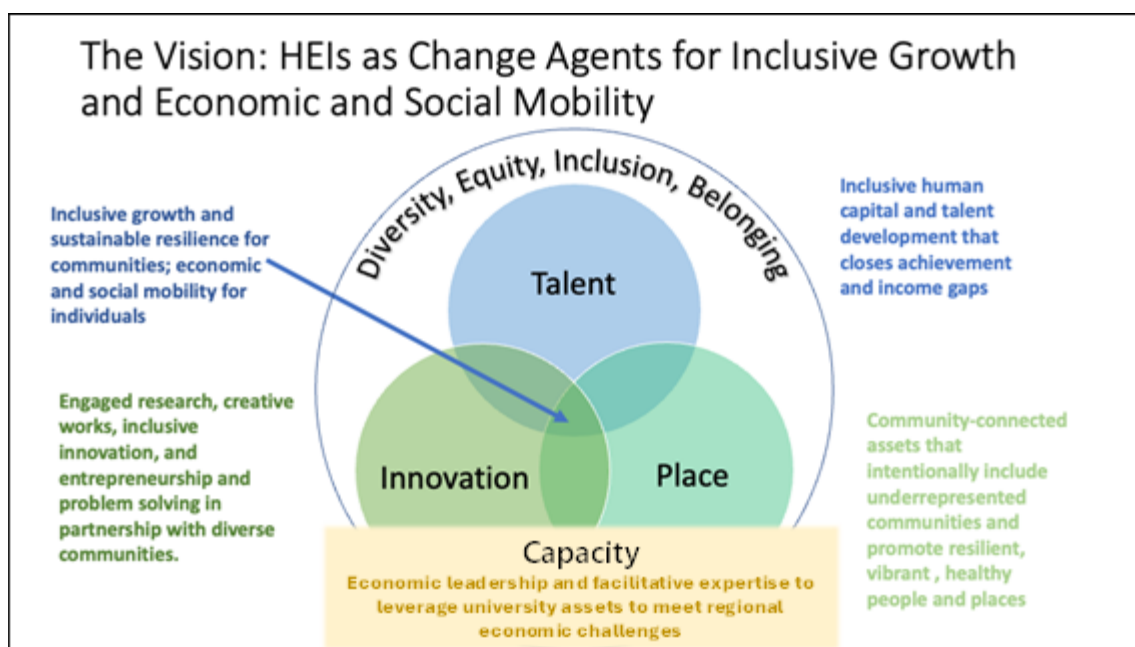 The Vision: HEIs as Change Agents for Inclusive Growth
and Economic and Social Mobility
Diversity, Equity, Inclusion, Belonging
Inclusive growth and
sustainable resilience for
communities; economic
and social mobility for
individuals
Talent
Inclusive human
capital and talent
development that
closes achievement
and income gaps
Engaged research, creative
works, inclusive
innovation, and
entrepreneurship and
problem solving in
partnership with diverse
communities.
Innovation
Place
Community-connected
assets that
intentionally include
underrepresented
communities and
promote resilient,
vibrant , healthy
people and places
Capacity
Economic leadership and facilitative expertise to
leverage university assets to meet regional
economic challenges